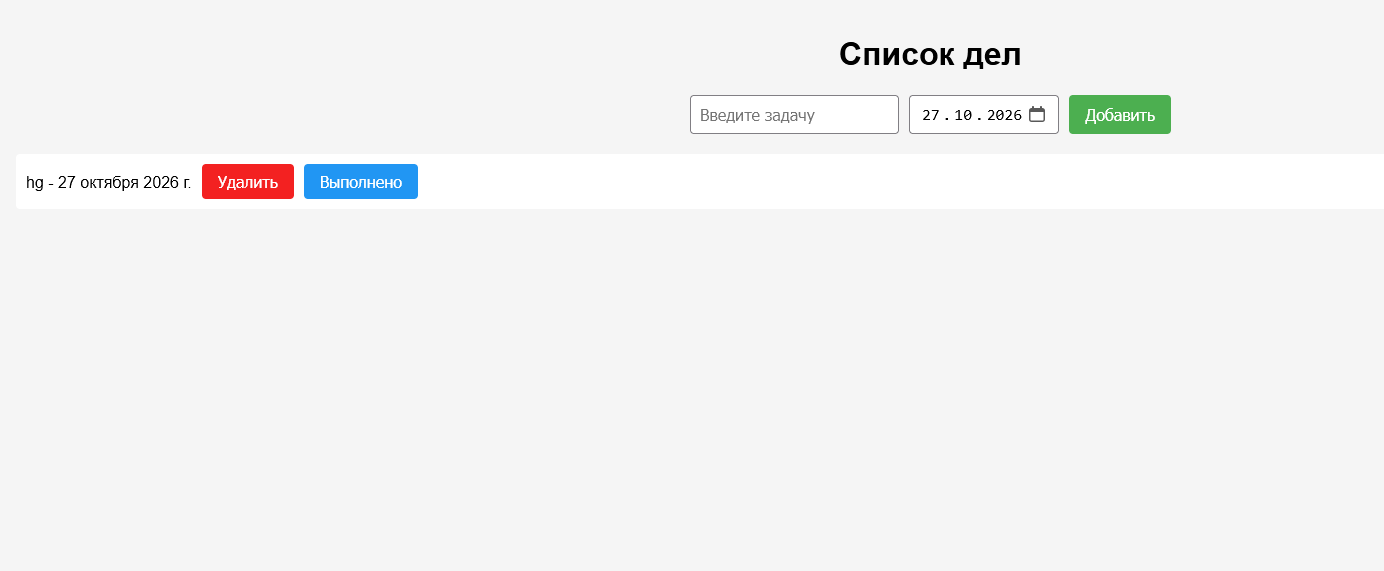 Список дел
Введите задачу 27.10.2026 Добавить
hg - 27 октября 2026 г. Удалить Выполнено